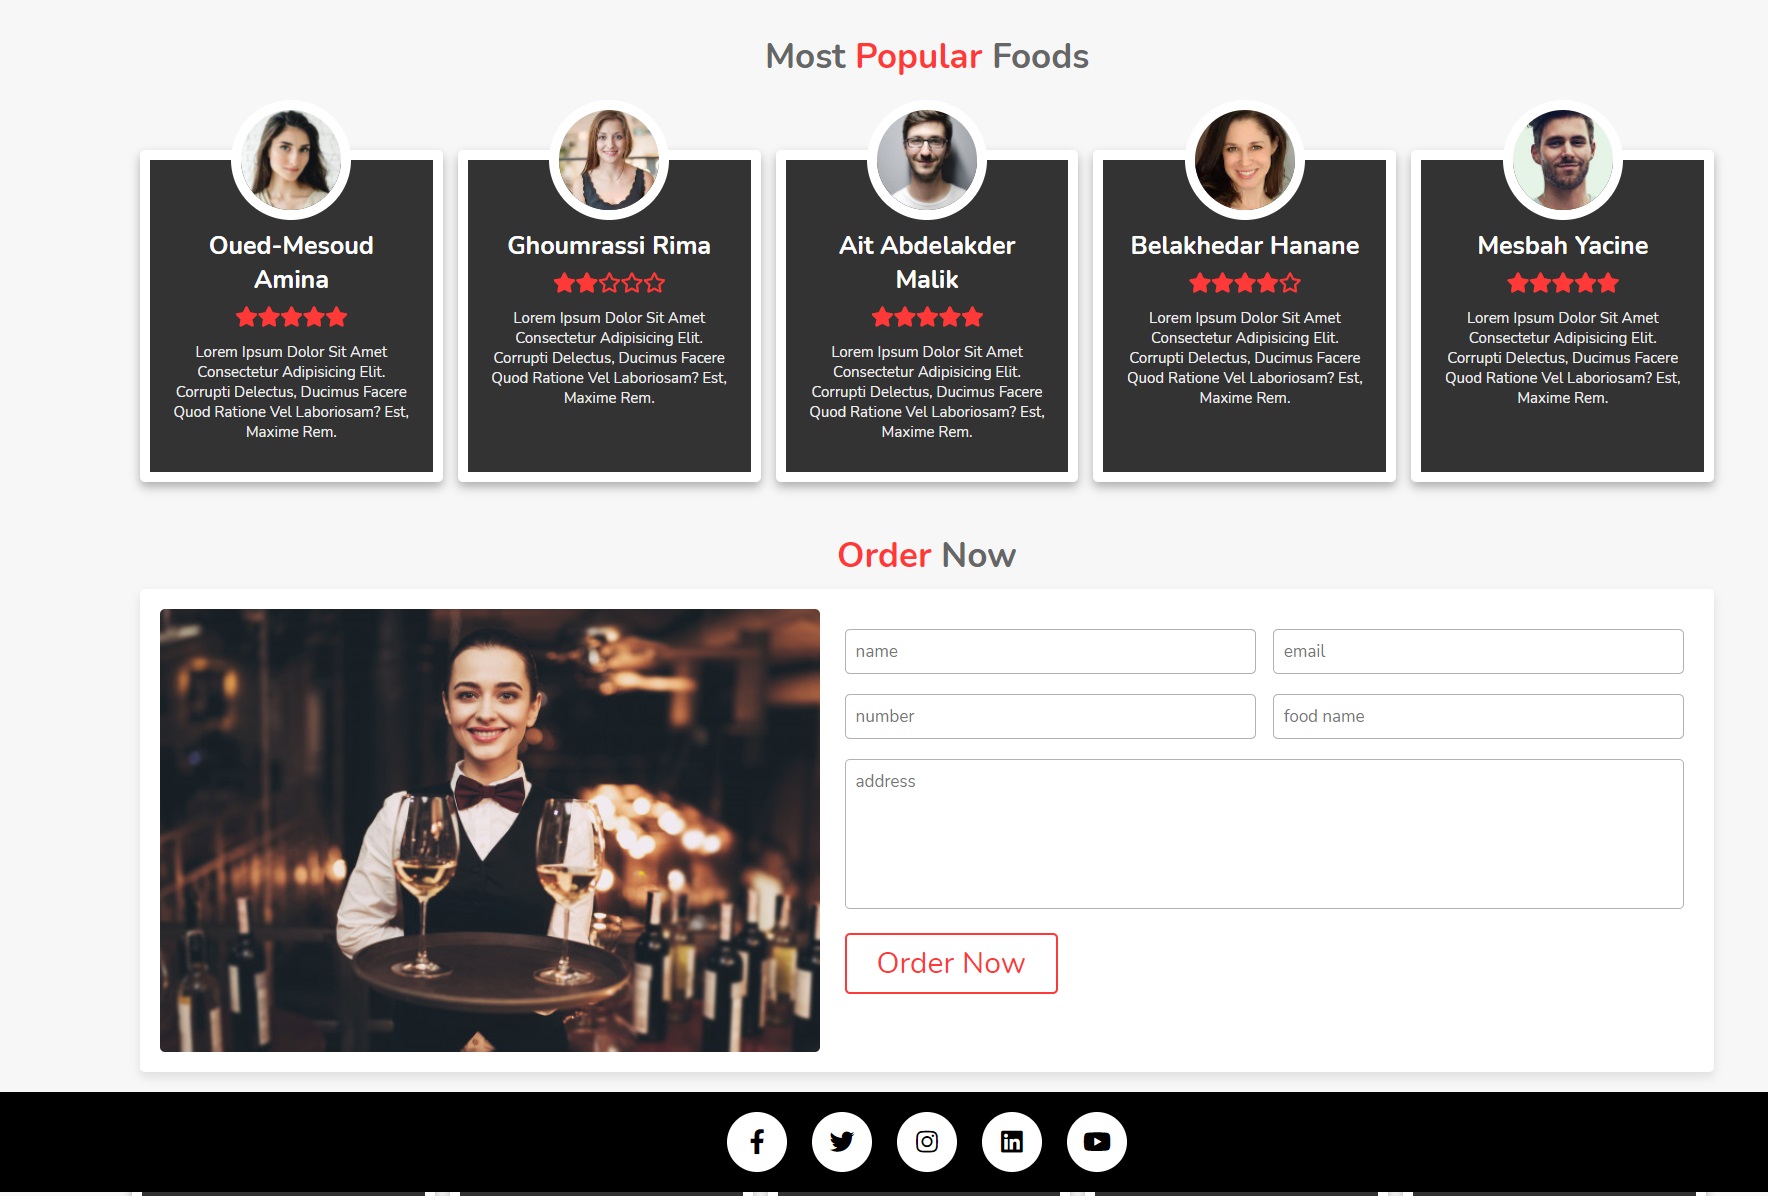 Most Popular Foods
Oued-Mesoud
Amina
Lorem Ipsum Dolor Sit Amet
Consectetur Adipisicing Elit.
Corrupti Delectus, Ducimus Facere
Quod Ratione Vel Laboriosam? Est,
Maxime Rem.
Ghoumrassi Rima
Lorem Ipsum Dolor Sit Amet
Consectetur Adipisicing Elit.
Corrupti Delectus, Ducimus Facere
Quod Ratione Vel Laboriosam? Est,
Maxime Rem.
Ait Abdelakder
Malik
Lorem Ipsum Dolor Sit Amet
Consectetur Adipisicing Elit.
Corrupti Delectus, Ducimus Facere
Quod Ratione Vel Laboriosam? Est,
Maxime Rem.
Belakhedar Hanane
Lorem Ipsum Dolor Sit Amet
Consectetur Adipisicing Elit.
Corrupti Delectus, Ducimus Facere
Quod Ratione Vel Laboriosam? Est,
Maxime Rem.
Mesbah Yacine
Lorem Ipsum Dolor Sit Amet
Consectetur Adipisicing Elit.
Corrupti Delectus, Ducimus Facere
Quod Ratione Vel Laboriosam? Est,
Maxime Rem.
Order Now
name
email
number
food name
address
Order Now